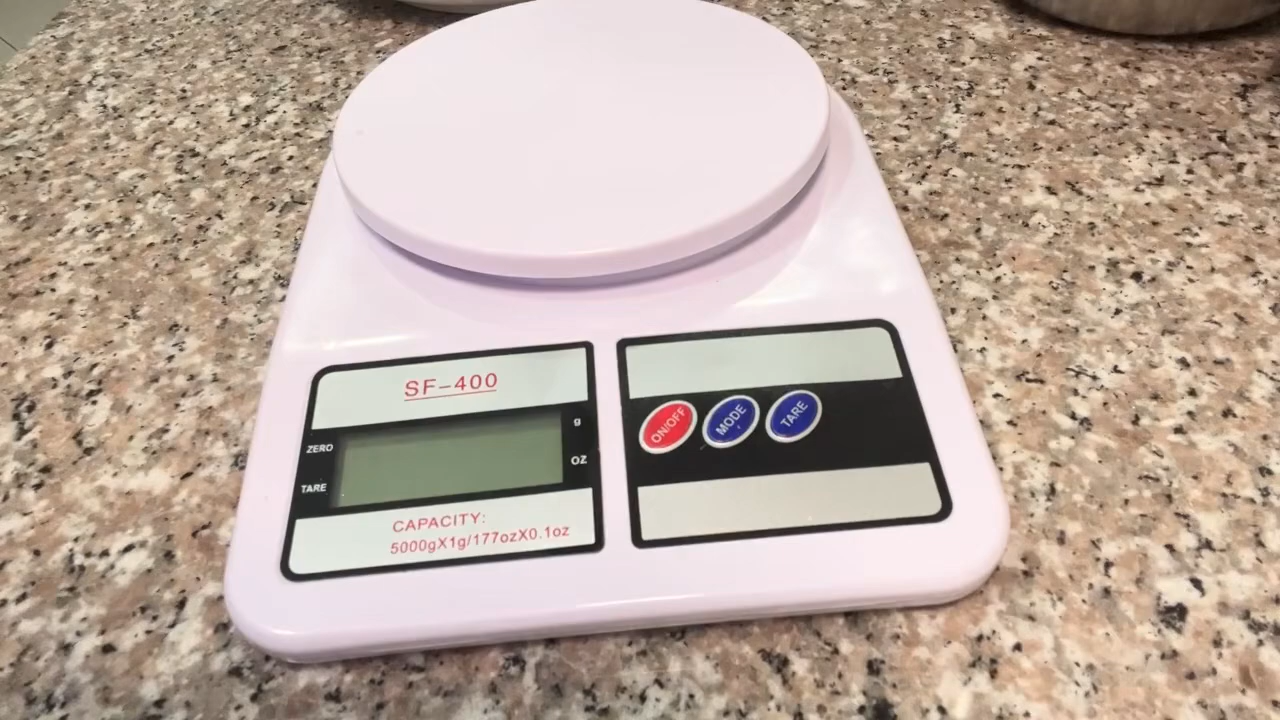 SF-400
ZERO
g
OZ
TARE
CAPACITY:
5000gX1g/177ozX0.1oz
ON/OFF
MODE
TARE